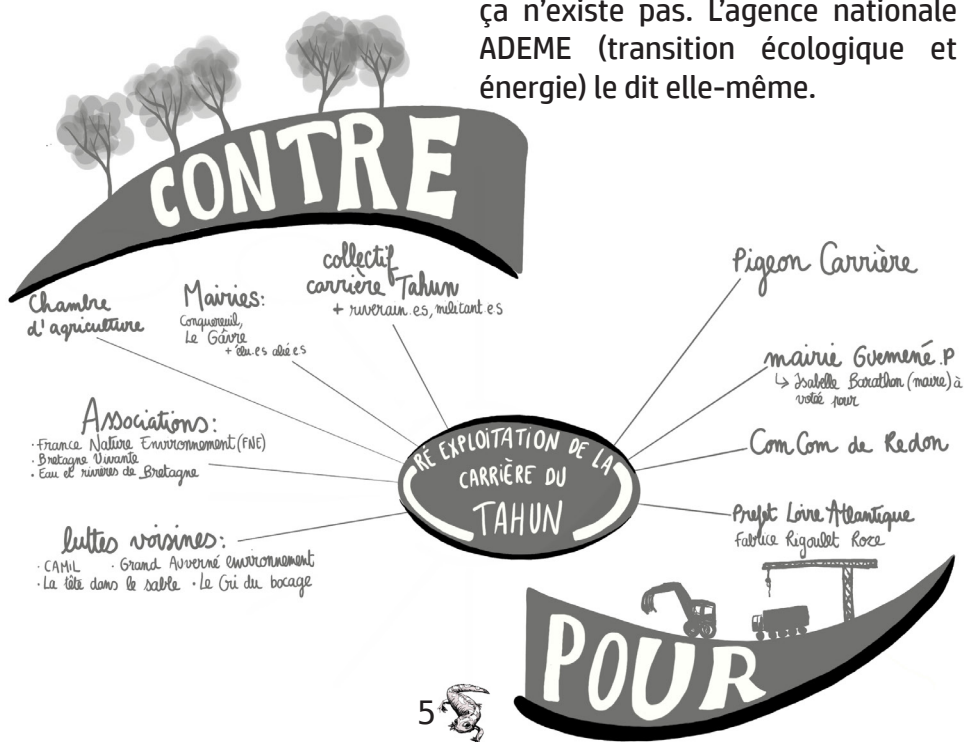 ça n'existe pas. L'agence nationale
ADEME (transition écologique et
énergie) le dit elle-même.
CONTRE
Chambre
d'agriculture
Mairies:
Conquereuil,
Le Gâvre
+ élu.es alié.es
collectif
carrière Tahun
+ riverain.es, militant.es
Associations:
· France Nature Environnement (FNE)
· Bretagne Vivante
· Eau et rivières de Bretagne
luttes voisines:
· CAMIL · Grand Auverné environnement
· La tête dans le sable · Le Cri du bocage
RÉ EXPLOITATION DE LA
CARRIÈRE DU
TAHUN
Pigeon Carrière
mairie Guemené.P
↳ Isabelle Barathon (maire) à
votée pour
ComCom de Redon
Prefet Loire Atlantique
Fabrice Rigoulet Roze
POUR
5